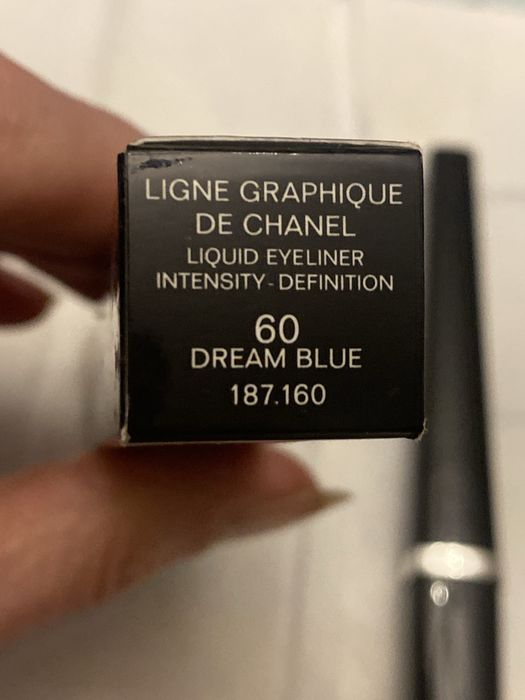 LIGNE GRAPHIQUE
DE CHANEL
LIQUID EYELINER
INTENSITY-DEFINITION
60
DREAM BLUE
187.160